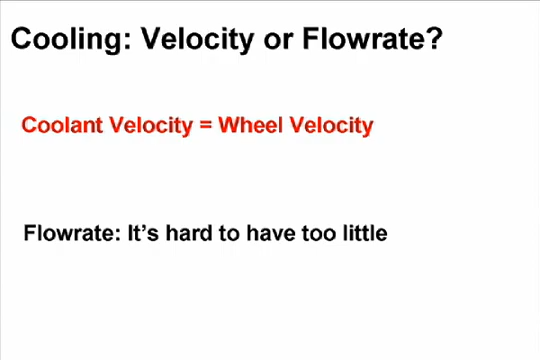 Cooling: Velocity or Flowrate?
Coolant Velocity = Wheel Velocity
Flowrate: It's hard to have too little